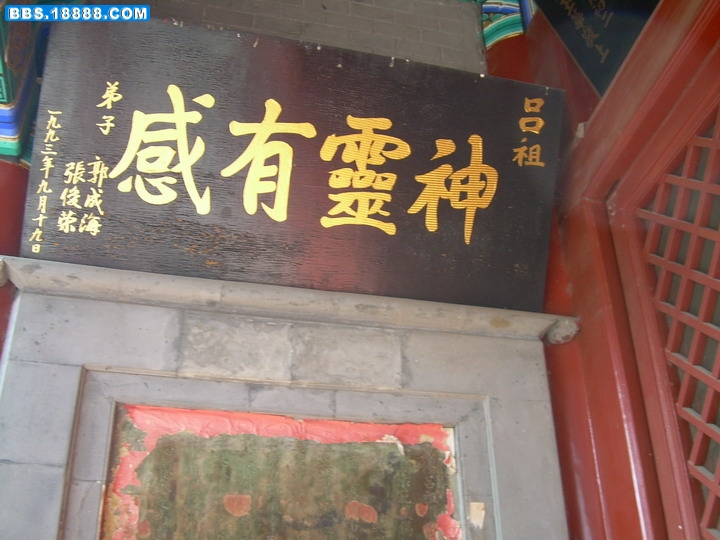 BBS.18888.COM
呂祖
神靈有感
弟子
郭成海
張俊荣
一九九三年九月十九日